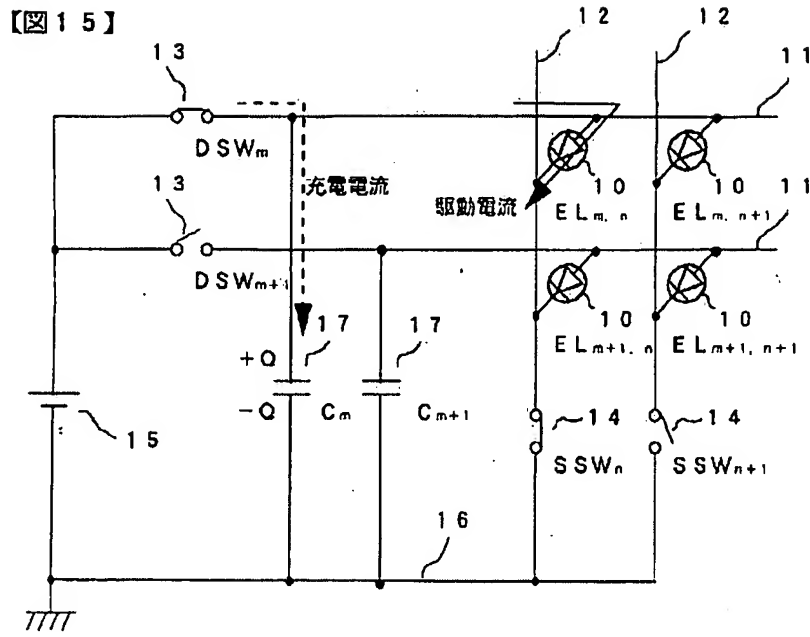 【図15】
13
12
12
11
DSWm
充電電流
駆動電流
10
ELm, n
10
ELm, n+1
11
13
DSWm+1
17
17
10
ELm+1, n
10
ELm+1, n+1
+Q
-Q
Cm
Cm+1
15
14
SSWn
14
SSWn+1
16